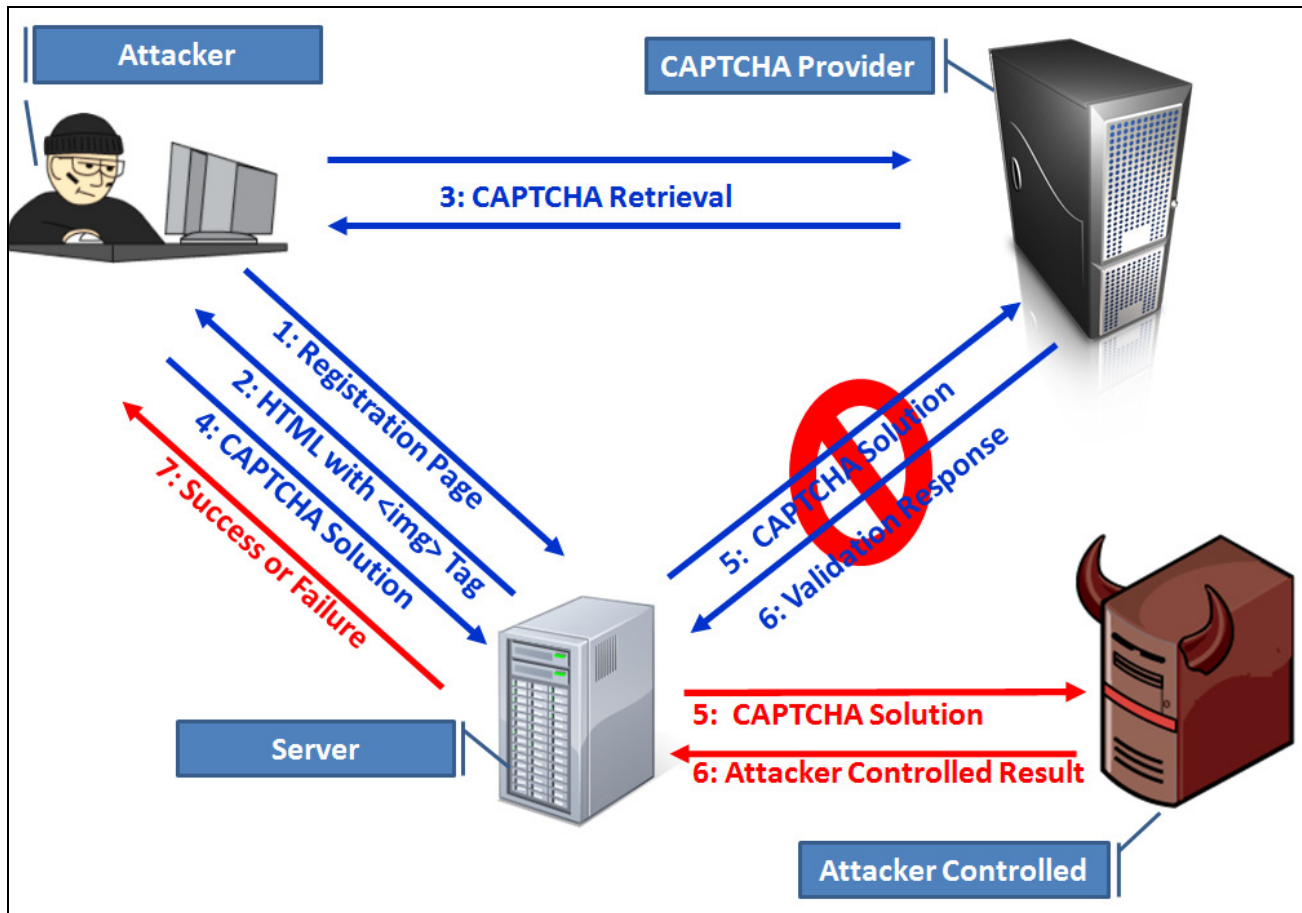 Attacker
CAPTCHA Provider
3: CAPTCHA Retrieval
1: Registration Page
2: HTML with <img> Tag
4: CAPTCHA Solution
7: Success or Failure
5:  CAPTCHA Solution
6: Validation Response
Server
5:  CAPTCHA Solution
6: Attacker Controlled Result
Attacker Controlled